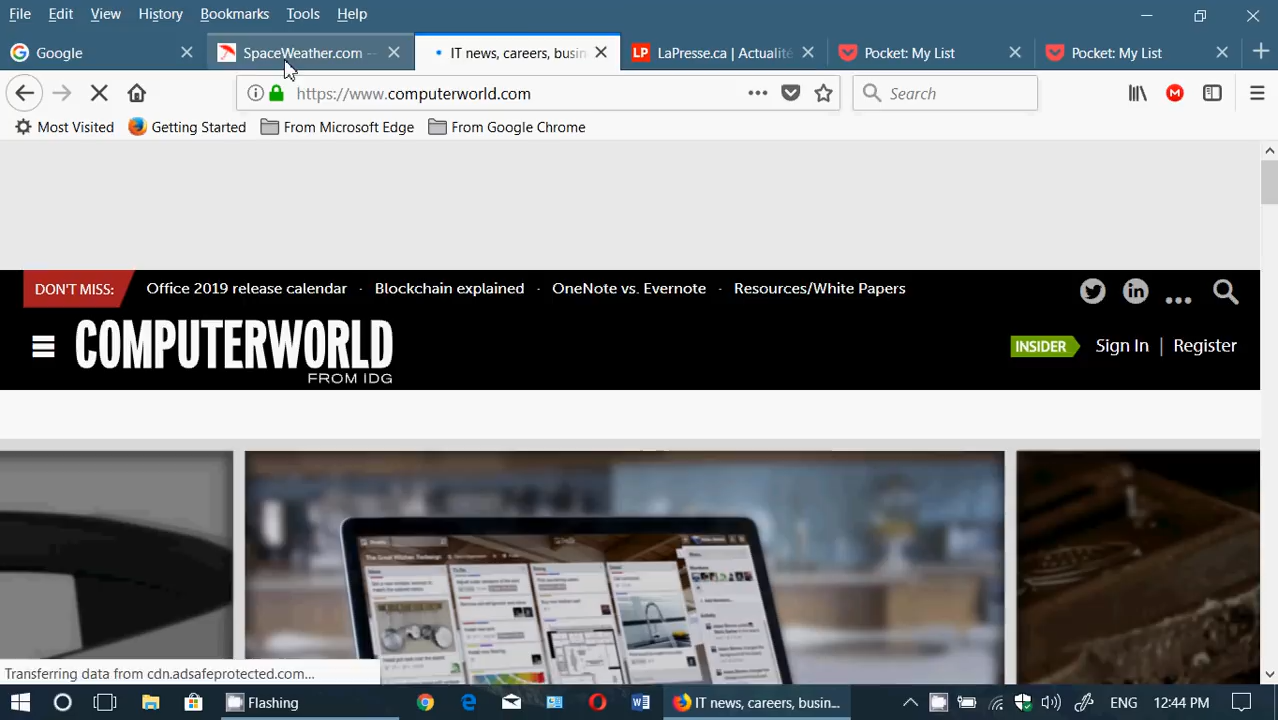 File Edit View History Bookmarks Tools Help
Google SpaceWeather.com -- IT news, careers, busin LP LaPresse.ca | Actualité Pocket: My List Pocket: My List
https://www.computerworld.com Search
Most Visited Getting Started From Microsoft Edge From Google Chrome
DON'T MISS: Office 2019 release calendar · Blockchain explained · OneNote vs. Evernote · Resources/White Papers
COMPUTERWORLD
FROM IDG
INSIDER Sign In | Register
Transferring data from cdn.adsafeprotected.com...
Flashing IT news, careers, busin... ENG 12:44 PM